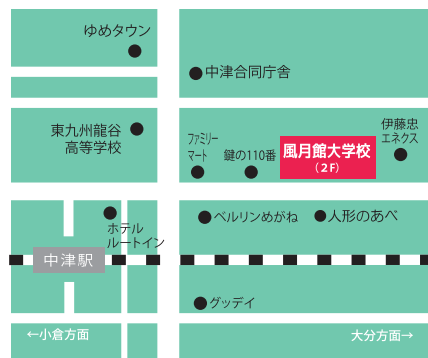 ゆめタウン
中津合同庁舎
東九州龍谷
高等学校
ファミリー
マート
鍵の110番
風月館大学校
（2F）
伊藤忠
エネクス
ホテル
ルートイン
ベルリンめがね
人形のあべ
中津駅
グッデイ
←小倉方面
大分方面→